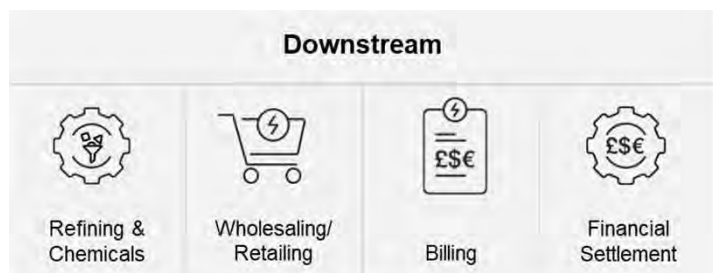 Downstream
£$€
£$€
Refining &
Chemicals
Wholesaling/
Retailing
Billing
Financial
Settlement